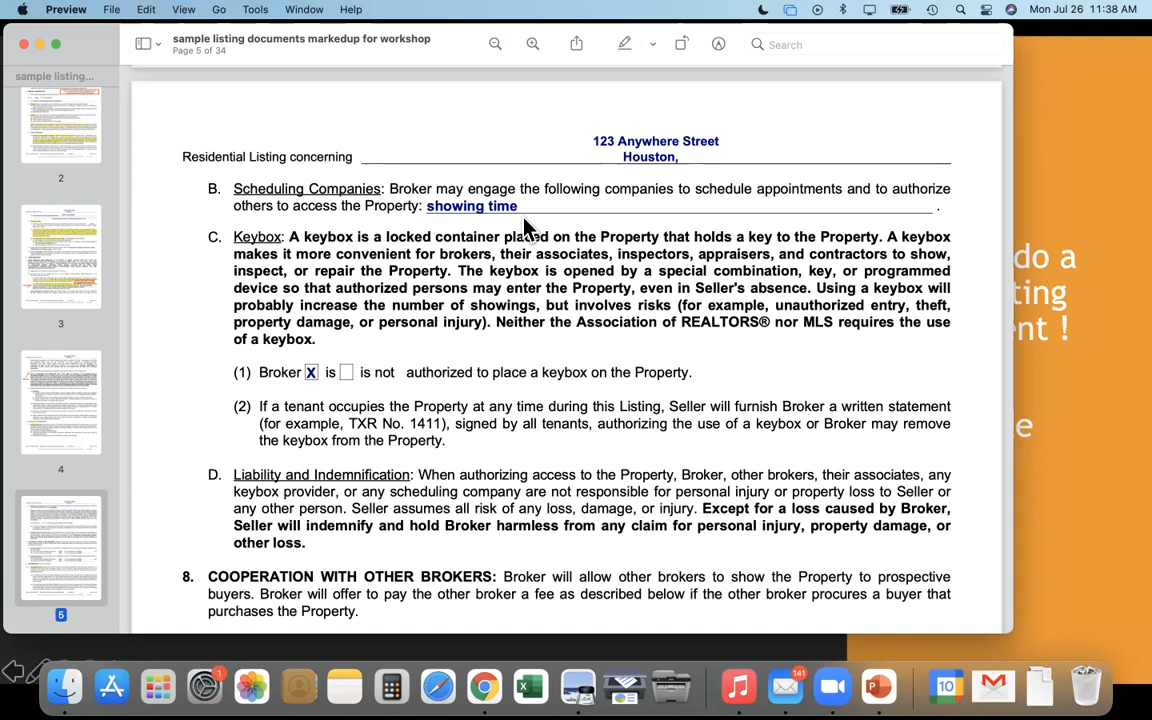 Preview File Edit View Go Tools Window Help Mon Jul 26 11:38 AM
sample listing documents markedup for workshop
Page 5 of 34
Search
sample listing...
2
3
4
5
123 Anywhere Street
Residential Listing concerning Houston,
B. Scheduling Companies: Broker may engage the following companies to schedule appointments and to authorize
others to access the Property: showing time .
C. Keybox: A keybox is a locked container placed on the Property that holds a key to the Property. A keybox
makes it more convenient for brokers, their associates, inspectors, appraisers, and contractors to show,
inspect, or repair the Property. The keybox is opened by a special combination, key, or programmed
device so that authorized persons may enter the Property, even in Seller's absence. Using a keybox will
probably increase the number of showings, but involves risks (for example, unauthorized entry, theft,
property damage, or personal injury). Neither the Association of REALTORS® nor MLS requires the use
of a keybox.
(1) Broker X is is not authorized to place a keybox on the Property.
(2) If a tenant occupies the Property at any time during this Listing, Seller will furnish Broker a written statement
(for example, TXR No. 1411), signed by all tenants, authorizing the use of a keybox or Broker may remove
the keybox from the Property.
D. Liability and Indemnification: When authorizing access to the Property, Broker, other brokers, their associates, any
keybox provider, or any scheduling company are not responsible for personal injury or property loss to Seller or
any other person. Seller assumes all risk of any loss, damage, or injury. Except for a loss caused by Broker,
Seller will indemnify and hold Broker harmless from any claim for personal injury, property damage, or
other loss.
8. COOPERATION WITH OTHER BROKERS: Broker will allow other brokers to show the Property to prospective
buyers. Broker will offer to pay the other broker a fee as described below if the other broker procures a buyer that
purchases the Property.
do a
ting
nt !
e
1
141
10